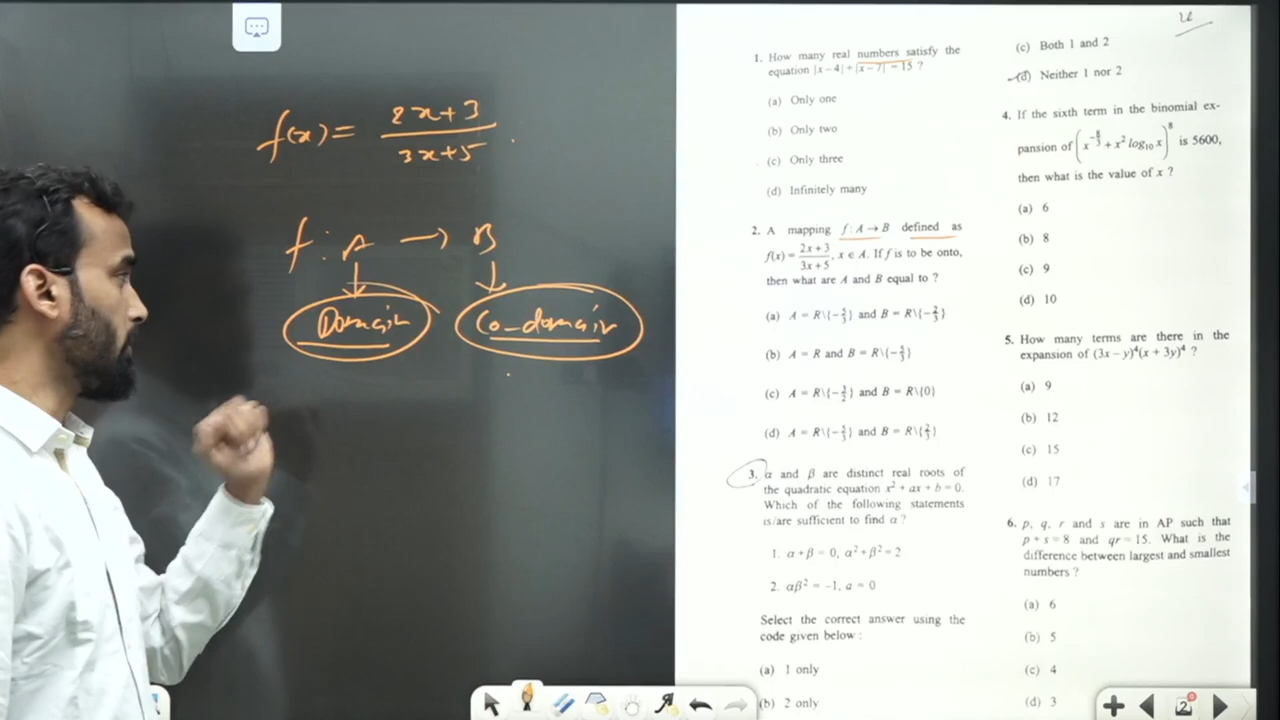 f(x) = 2x+3 / 3x+5 .
f : A → B
Domain Co-domain
1. How many real numbers satisfy the
equation |x − 4| + |x − 7| = 15 ?
(a) Only one
(b) Only two
(c) Only three
(d) Infinitely many
2. A mapping f : A → B defined as
f(x) = 2x + 3 / 3x + 5, x ∈ A. If f is to be onto,
then what are A and B equal to ?
(a) A = R\{−5/3} and B = R\{−2/3}
(b) A = R and B = R\{−5/3}
(c) A = R\{−3/2} and B = R\{0}
(d) A = R\{−5/3} and B = R\{2/3}
3. α and β are distinct real roots of
the quadratic equation x² + ax + b = 0.
Which of the following statements
is/are sufficient to find α ?
1. α + β = 0, α² + β² = 2
2. αβ² = −1, a = 0
Select the correct answer using the
code given below :
(a) 1 only
(b) 2 only
(c) Both 1 and 2
(d) Neither 1 nor 2
4. If the sixth term in the binomial ex-
pansion of (x^(−8/3) + x² log₁₀ x)⁸ is 5600,
then what is the value of x ?
(a) 6
(b) 8
(c) 9
(d) 10
5. How many terms are there in the
expansion of (3x − y)⁴(x + 3y)⁴ ?
(a) 9
(b) 12
(c) 15
(d) 17
6. p, q, r and s are in AP such that
p + s = 8 and qr = 15. What is the
difference between largest and smallest
numbers ?
(a) 6
(b) 5
(c) 4
(d) 3
2